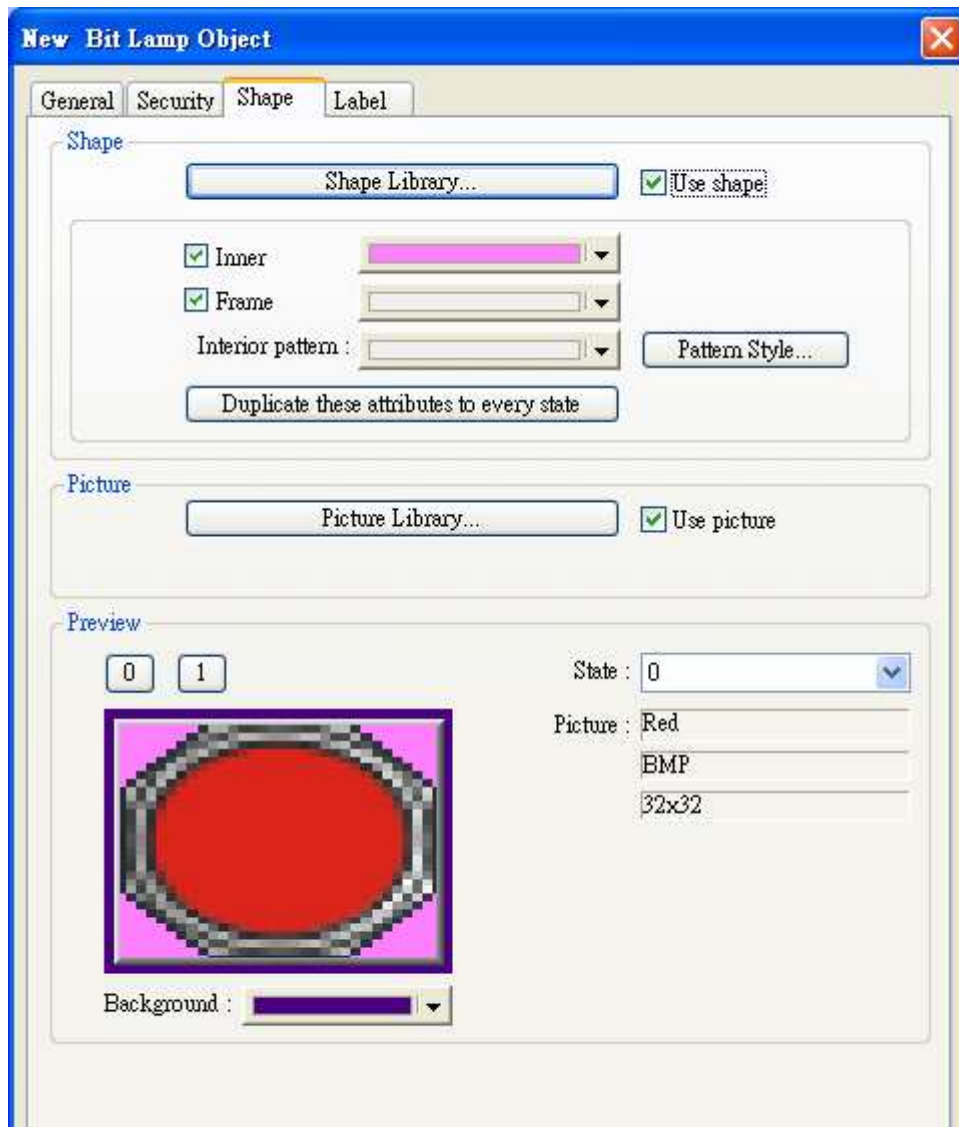 New Bit Lamp Object
General Security Shape Label
Shape
Shape Library... Use shape
Inner
Frame
Interior pattern : Pattern Style...
Duplicate these attributes to every state
Picture
Picture Library... Use picture
Preview
0 1 State : 0
Picture : Red
BMP
32x32
Background :